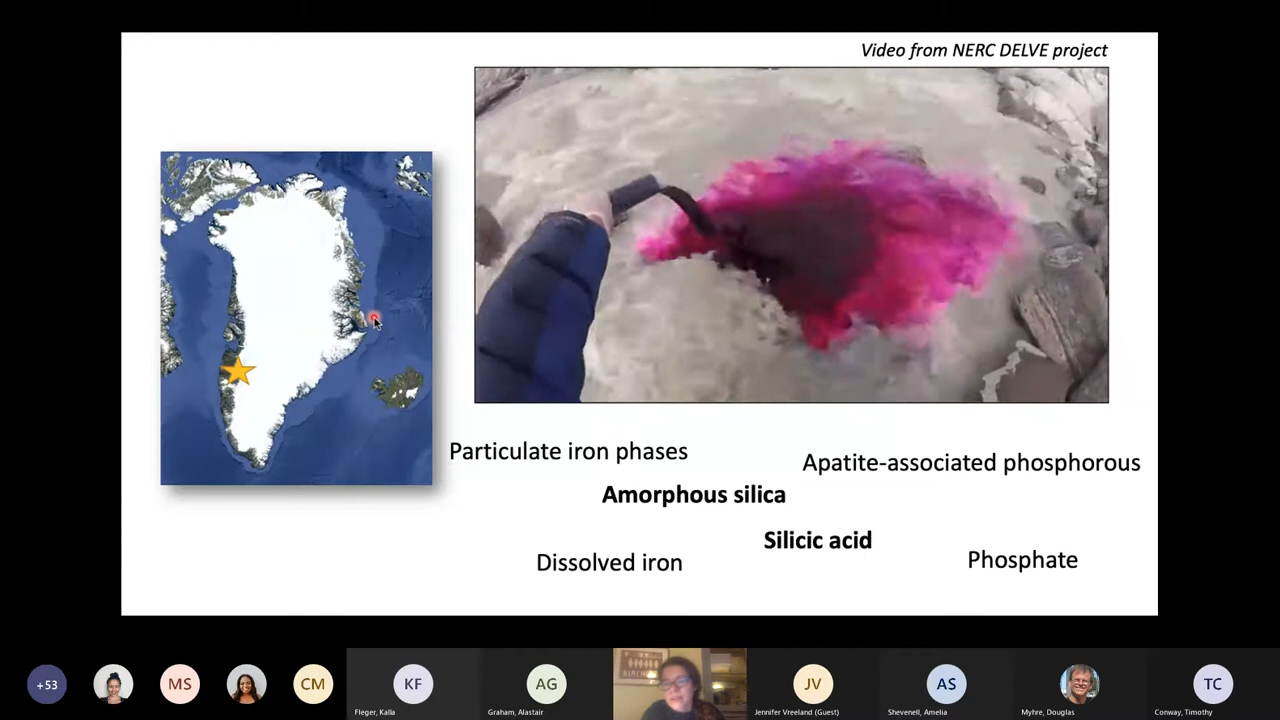 Video from NERC DELVE project
Particulate iron phases
Apatite-associated phosphorous
Amorphous silica
Silicic acid
Dissolved iron
Phosphate
+53
MS
CM
KF
AG
JV
AS
TC
Fleger, Kalla
Graham, Alastair
Jennifer Vreeland (Guest)
Shevenell, Amelia
Myhre, Douglas
Conway, Timothy